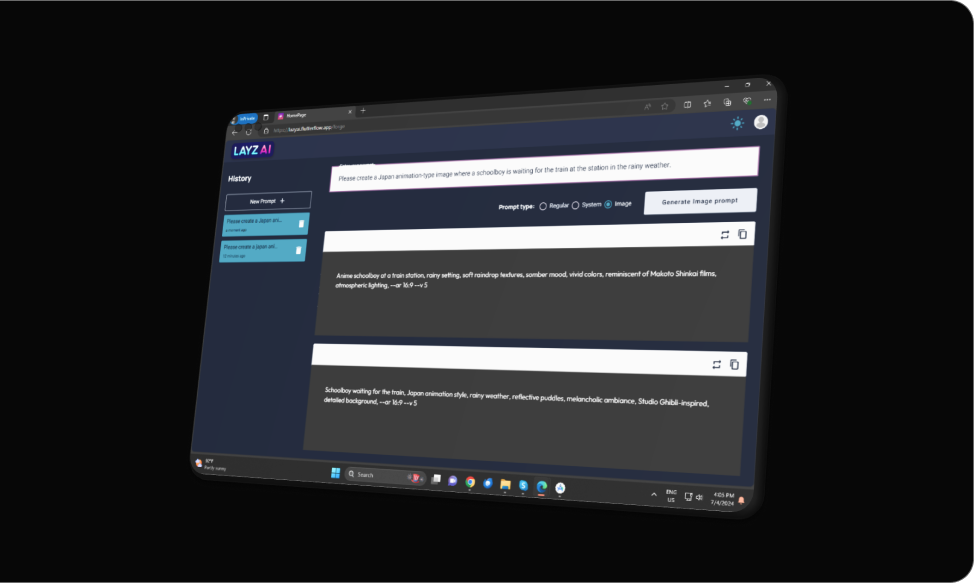 InPrivate
HomePage
https://layza.flutterflow.app/forge
LAYZ AI
History
New Prompt +
Please create a Japan an...
Please create a japan ani...
Please create a Japan animation-type image where a schoolboy is waiting for the train at the station in the rainy weather.
Prompt type: Regular System Image
Generate Image prompt
Anime schoolboy at a train station, rainy setting, soft raindrop textures, somber mood, vivid colors, reminiscent of Makoto Shinkai films,
atmospheric lighting, --ar 16:9 --v 5
Schoolboy waiting for the train, Japan animation style, rainy weather, reflective puddles, melancholic ambiance, Studio Ghibli-inspired,
detailed background, --ar 16:9 --v 5
Search
ENG
US
4:05 PM
7/4/2024